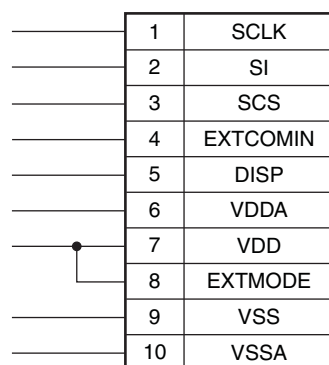 1 SCLK
2 SI
3 SCS
4 EXTCOMIN
5 DISP
6 VDDA
7 VDD
8 EXTMODE
9 VSS
10 VSSA